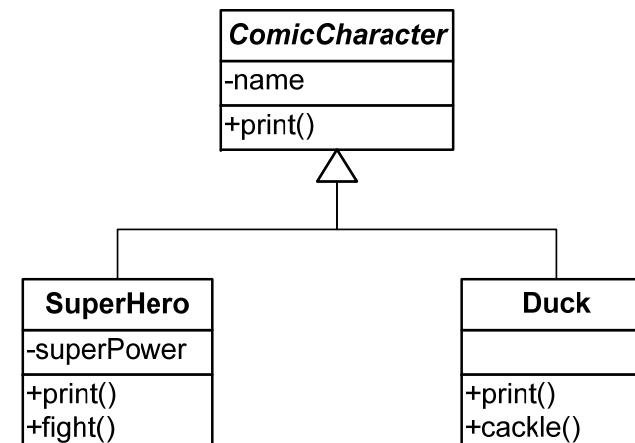 ComicCharacter
-name
+print()
SuperHero
-superPower
+print()
+fight()
Duck
+print()
+cackle()